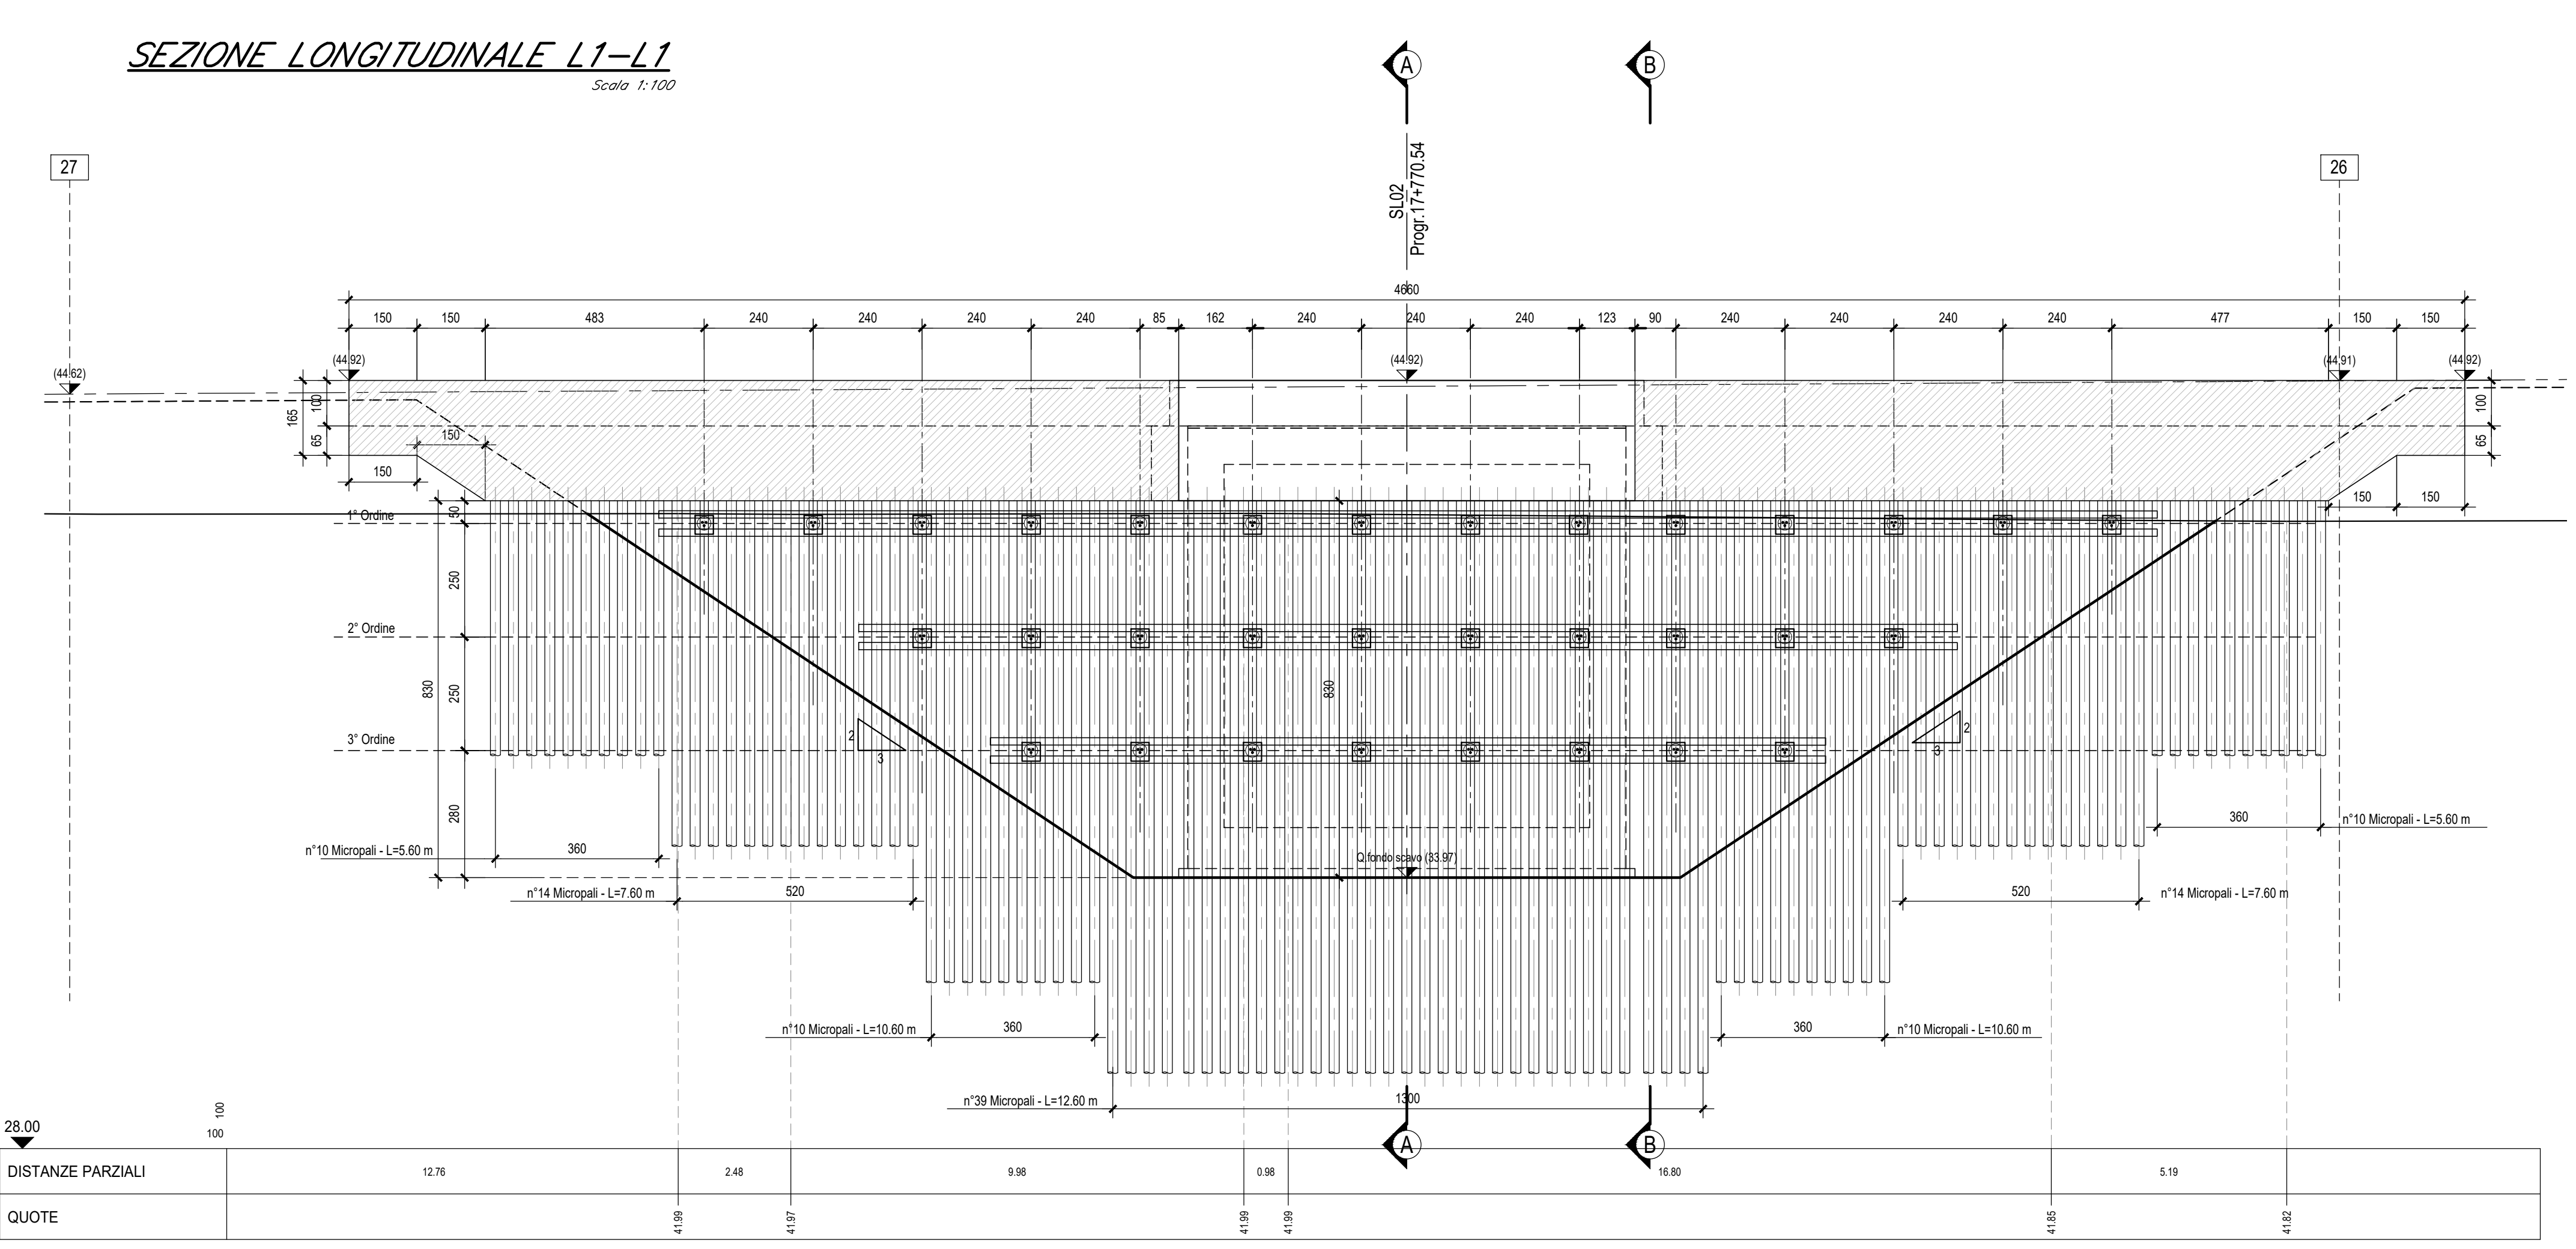 SEZIONE LONGITUDINALE L1–L1
Scala 1:100
A
B
27
26
SL02
Progr.17+770.54
4660
150 150 483 240 240 240 240 85 162 240 240 240 123 90 240 240 240 240 477 150 150
(44.62)
(44.92)
(44.92)
(44.91)
(44.92)
165
100
65
150
150
100
65
150 150
1° Ordine
50
250
2° Ordine
830
250
830
3° Ordine
280
2
3
2
3
Q.fondo scavo (33.97)
n°10 Micropali - L=5.60 m
360
360
n°10 Micropali - L=5.60 m
n°14 Micropali - L=7.60 m
520
520
n°14 Micropali - L=7.60 m
n°10 Micropali - L=10.60 m
360
360
n°10 Micropali - L=10.60 m
n°39 Micropali - L=12.60 m
1300
A
B
28.00
100
100
DISTANZE PARZIALI 12.76 2.48 9.98 0.98 16.80 5.19
QUOTE 41.99 41.97 41.99 41.99 41.85 41.82